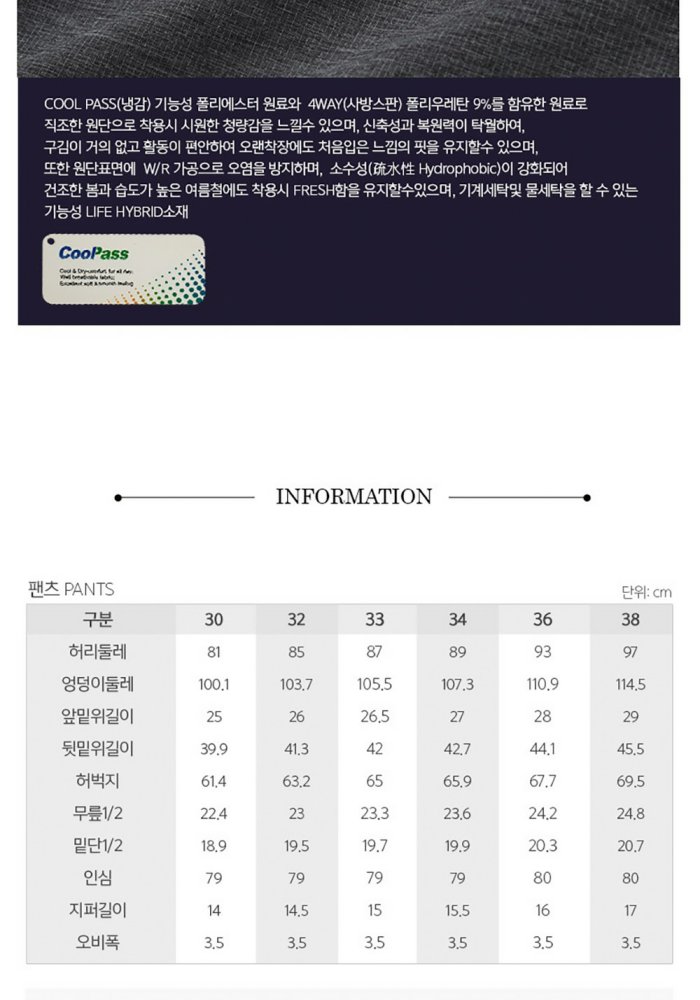 COOL PASS(냉감) 기능성 폴리에스터 원료와 4WAY(사방스판) 폴리우레탄 9%를 함유한 원료로
직조한 원단으로 착용시 시원한 청량감을 느낄수 있으며, 신축성과 복원력이 탁월하여,
구김이 거의 없고 활동이 편안하여 오랜착장에도 처음입은 느낌의 핏을 유지할수 있으며,
또한 원단표면에 W/R 가공으로 오염을 방지하며, 소수성(疏水性 Hydrophobic)이 강화되어
건조한 봄과 습도가 높은 여름철에도 착용시 FRESH함을 유지할수있으며, 기계세탁및 물세탁을 할 수 있는
기능성 LIFE HYBRID소재
CooPass
Cool & Dry-comfort for all day.
Well breathable fabric.
Excellent soft & smooth feeling
INFORMATION
팬츠 PANTS
단위: cm
구분 30 32 33 34 36 38
허리둘레 81 85 87 89 93 97
엉덩이둘레 100.1 103.7 105.5 107.3 110.9 114.5
앞밑위길이 25 26 26.5 27 28 29
뒷밑위길이 39.9 41.3 42 42.7 44.1 45.5
허벅지 61.4 63.2 65 65.9 67.7 69.5
무릎1/2 22.4 23 23.3 23.6 24.2 24.8
밑단1/2 18.9 19.5 19.7 19.9 20.3 20.7
인심 79 79 79 79 80 80
지퍼길이 14 14.5 15 15.5 16 17
오비폭 3.5 3.5 3.5 3.5 3.5 3.5